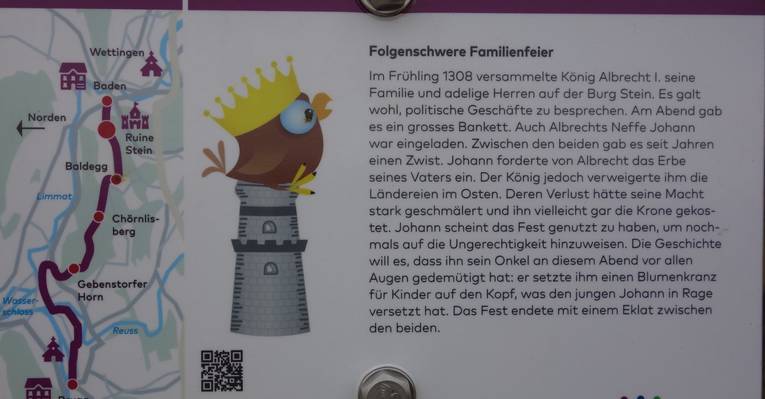 Wettingen
Baden
Norden
Ruine
Stein
Baldegg
Limmat
Chörnlis-
berg
Gebenstorfer
Horn
Wasser-
schloss
Reuss
Folgenschwere Familienfeier
Im Frühling 1308 versammelte König Albrecht I. seine
Familie und adelige Herren auf der Burg Stein. Es galt
wohl, politische Geschäfte zu besprechen. Am Abend gab
es ein grosses Bankett. Auch Albrechts Neffe Johann
war eingeladen. Zwischen den beiden gab es seit Jahren
einen Zwist. Johann forderte von Albrecht das Erbe
seines Vaters ein. Der König jedoch verweigerte ihm die
Ländereien im Osten. Deren Verlust hätte seine Macht
stark geschmälert und ihn vielleicht gar die Krone gekos-
tet. Johann scheint das Fest genutzt zu haben, um noch-
mals auf die Ungerechtigkeit hinzuweisen. Die Geschichte
will es, dass ihn sein Onkel an diesem Abend vor allen
Augen gedemütigt hat: er setzte ihm einen Blumenkranz
für Kinder auf den Kopf, was den jungen Johann in Rage
versetzt hat. Das Fest endete mit einem Eklat zwischen
den beiden.